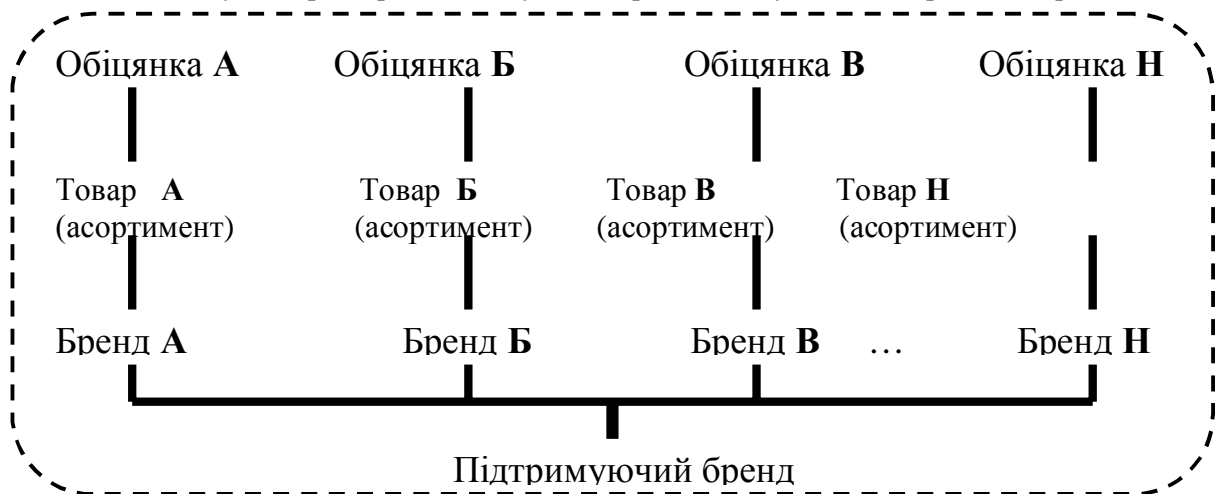 Обіцянка А Обіцянка Б Обіцянка В Обіцянка Н
Товар А Товар Б Товар В Товар Н
(асортимент) (асортимент) (асортимент) (асортимент)
Бренд А Бренд Б Бренд В … Бренд Н
Підтримуючий бренд